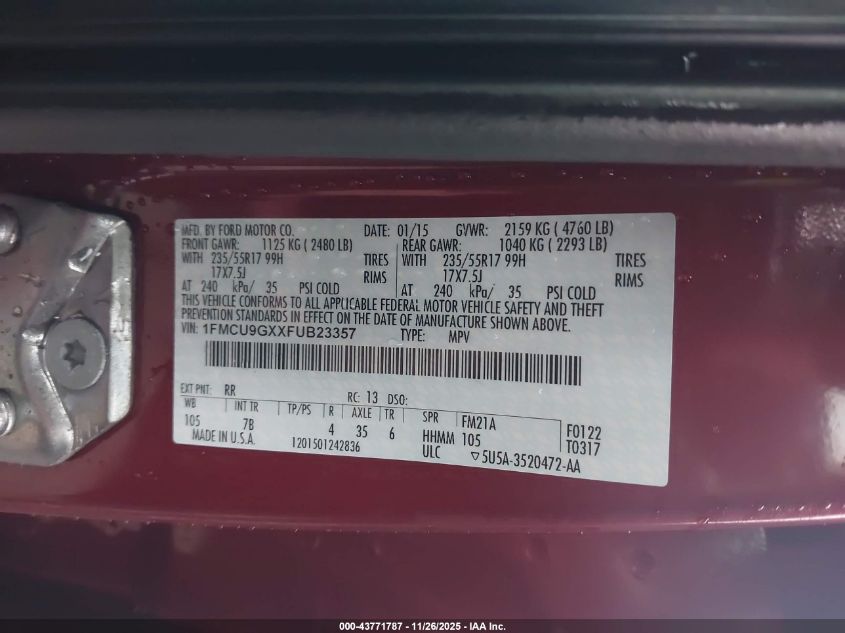 MFD. BY FORD MOTOR CO. DATE: 01/15 GVWR: 2159 KG ( 4760 LB)
FRONT GAWR: 1125 KG ( 2480 LB) REAR GAWR: 1040 KG ( 2293 LB)
WITH 235/55R17 99H TIRES WITH 235/55R17 99H TIRES
17X7.5J RIMS 17X7.5J RIMS
AT 240 kPa/ 35 PSI COLD AT 240 kPa/ 35 PSI COLD
THIS VEHICLE CONFORMS TO ALL APPLICABLE FEDERAL MOTOR VEHICLE SAFETY AND THEFT
PREVENTION STANDARDS IN EFFECT ON THE DATE OF MANUFACTURE SHOWN ABOVE.
VIN: 1FMCU9GXXFUB23357 TYPE: MPV
EXT PNT: RR RC: 13 DSO:
WB INT TR TP/PS R AXLE TR SPR FM21A F0122
105 7B 4 35 6 HHMM 105 T0317
MADE IN U.S.A. 1201501242836 ULC ▽5U5A-3520472-AA
000-43771787 - 11/26/2025 - IAA Inc.